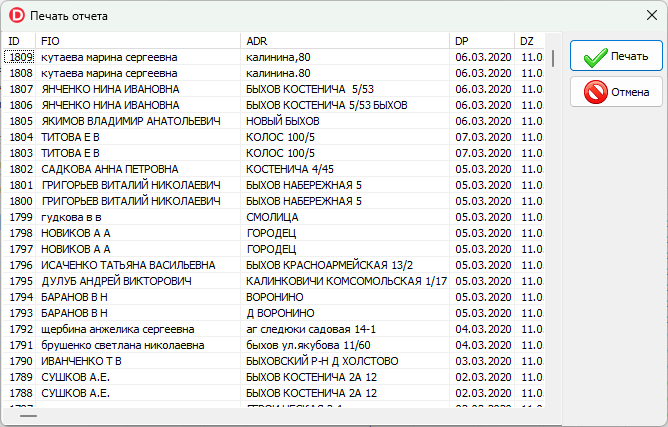 Печать отчета
ID FIO ADR DP DZ
1809 кутаева марина сергеевна калинина,80 06.03.2020 11.0
1808 кутаева марина сергеевна калинина.80 06.03.2020 11.0
1807 ЯНЧЕНКО НИНА ИВАНОВНА БЫХОВ КОСТЕНИЧА 5/53 06.03.2020 11.0
1806 ЯНЧЕНКО НИНА ИВАНОВНА БЫХОВ КОСТЕНИЧА 5/53 БЫХОВ 06.03.2020 11.0
1805 ЯКИМОВ ВЛАДИМИР АНАТОЛЬЕВИЧ НОВЫЙ БЫХОВ 06.03.2020 11.0
1804 ТИТОВА Е В КОЛОС 100/5 07.03.2020 11.0
1803 ТИТОВА Е В КОЛОС 100/5 07.03.2020 11.0
1802 САДКОВА АННА ПЕТРОВНА КОСТЕНИЧА 4/45 05.03.2020 11.0
1801 ГРИГОРЬЕВ ВИТАЛИЙ НИКОЛАЕВИЧ БЫХОВ НАБЕРЕЖНАЯ 5 05.03.2020 11.0
1800 ГРИГОРЬЕВ ВИТАЛИЙ НИКОЛАЕВИЧ БЫХОВ НАБЕРЕЖНАЯ 5 05.03.2020 11.0
1799 гудкова в в СМОЛИЦА 05.03.2020 11.0
1798 НОВИКОВ А А ГОРОДЕЦ 05.03.2020 11.0
1797 НОВИКОВ А А ГОРОДЕЦ 05.03.2020 11.0
1796 ИСАЧЕНКО ТАТЬЯНА ВАСИЛЬЕВНА БЫХОВ КРАСНОАРМЕЙСКАЯ 13/2 05.03.2020 11.0
1795 ДУЛУБ АНДРЕЙ ВИКТОРОВИЧ КАЛИНКОВИЧИ КОМСОМОЛЬСКАЯ 1/17 05.03.2020 11.0
1794 БАРАНОВ В Н ВОРОНИНО 05.03.2020 11.0
1793 БАРАНОВ В Н Д ВОРОНИНО 05.03.2020 11.0
1792 щербина анжелика сергеевна аг следюки садовая 14-1 04.03.2020 11.0
1791 брушенко светлана николаевна быхов ул.якубова 11/60 04.03.2020 11.0
1790 ИВАНЧЕНКО Т В БЫХОВСКИЙ Р-Н Д ХОЛСТОВО 03.03.2020 11.0
1789 СУШКОВ А.Е. БЫХОВ КОСТЕНИЧА 2А 12 02.03.2020 11.0
1788 СУШКОВ А.Е. БЫХОВ КОСТЕНИЧА 2А 12 02.03.2020 11.0
Печать
Отмена